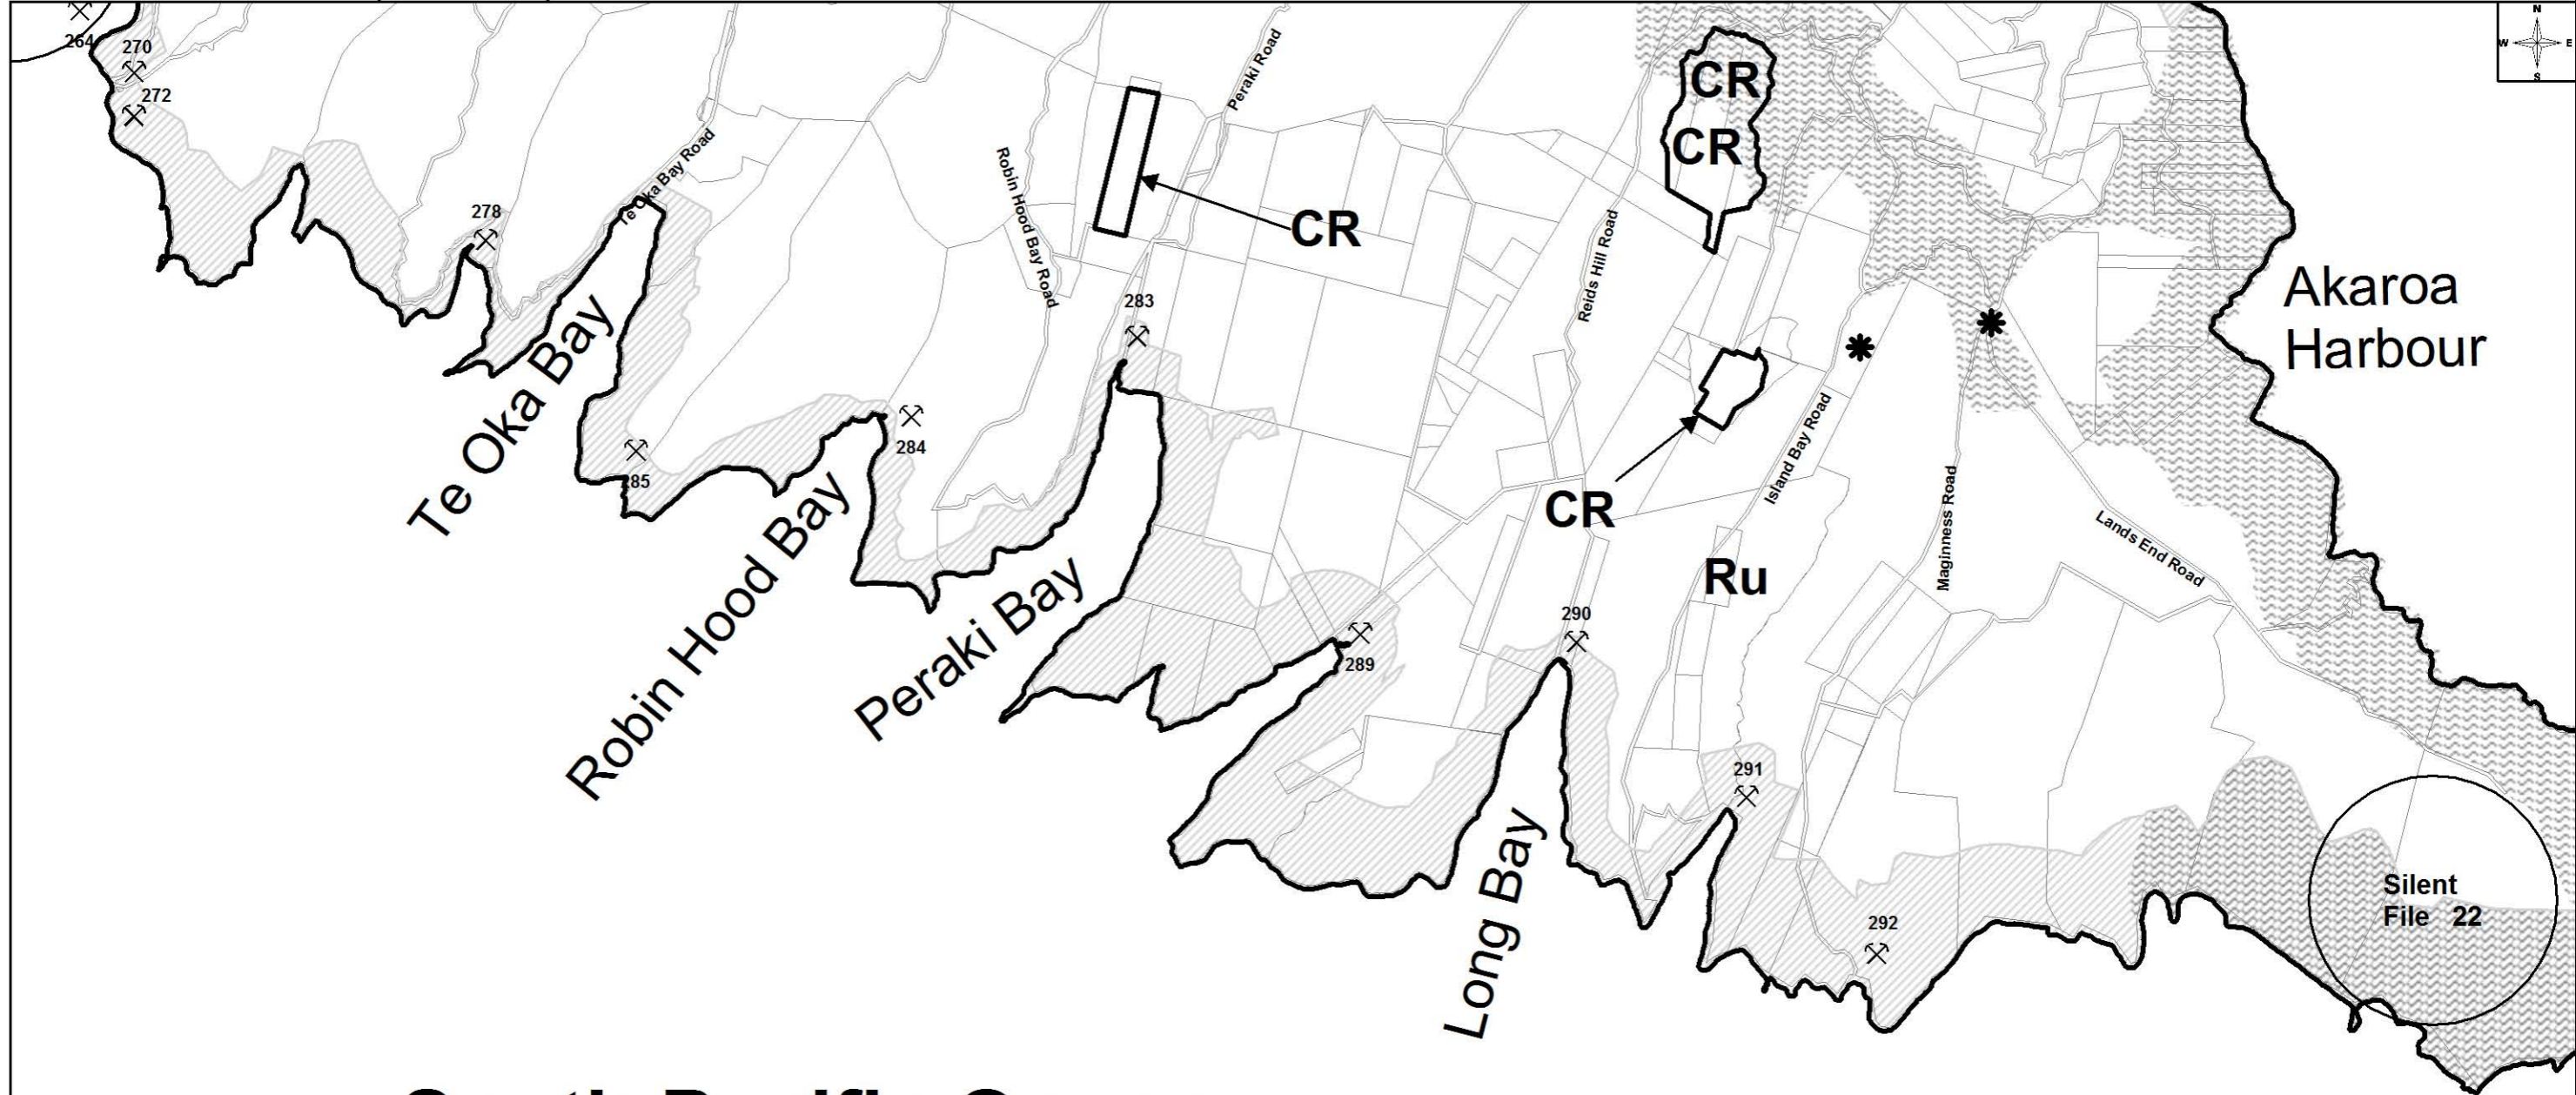 N
W E
S
264
270
272
CR
CR
Peraki Road
Te Oka Bay Road
Robin Hood Bay Road
278
CR
Reids Hill Road
Akaroa
Harbour
283
Te Oka Bay
284
285
Island Bay Road
CR
Maginness Road
Lands End Road
Robin Hood Bay
Peraki Bay
Ru
290
289
291
Long Bay
Silent
File 22
292